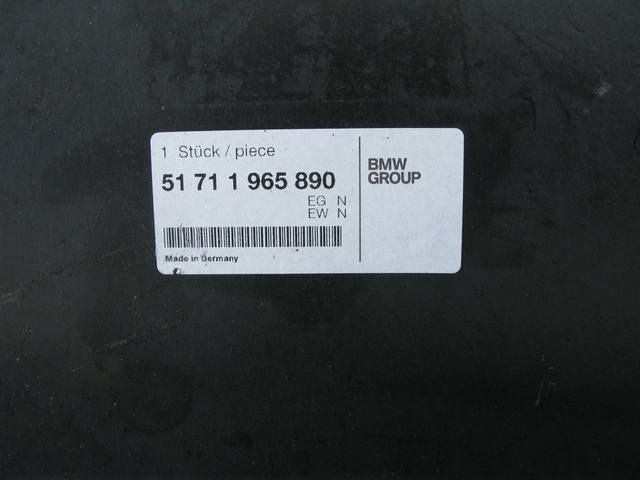 1 Stück / piece
51 71 1 965 890
EG N
EW N
Made in Germany
BMW
GROUP